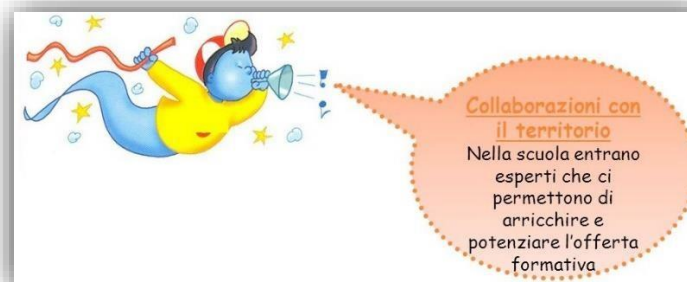 Collaborazioni con
il territorio
Nella scuola entrano
esperti che ci
permettono di
arricchire e
potenziare l'offerta
formativa